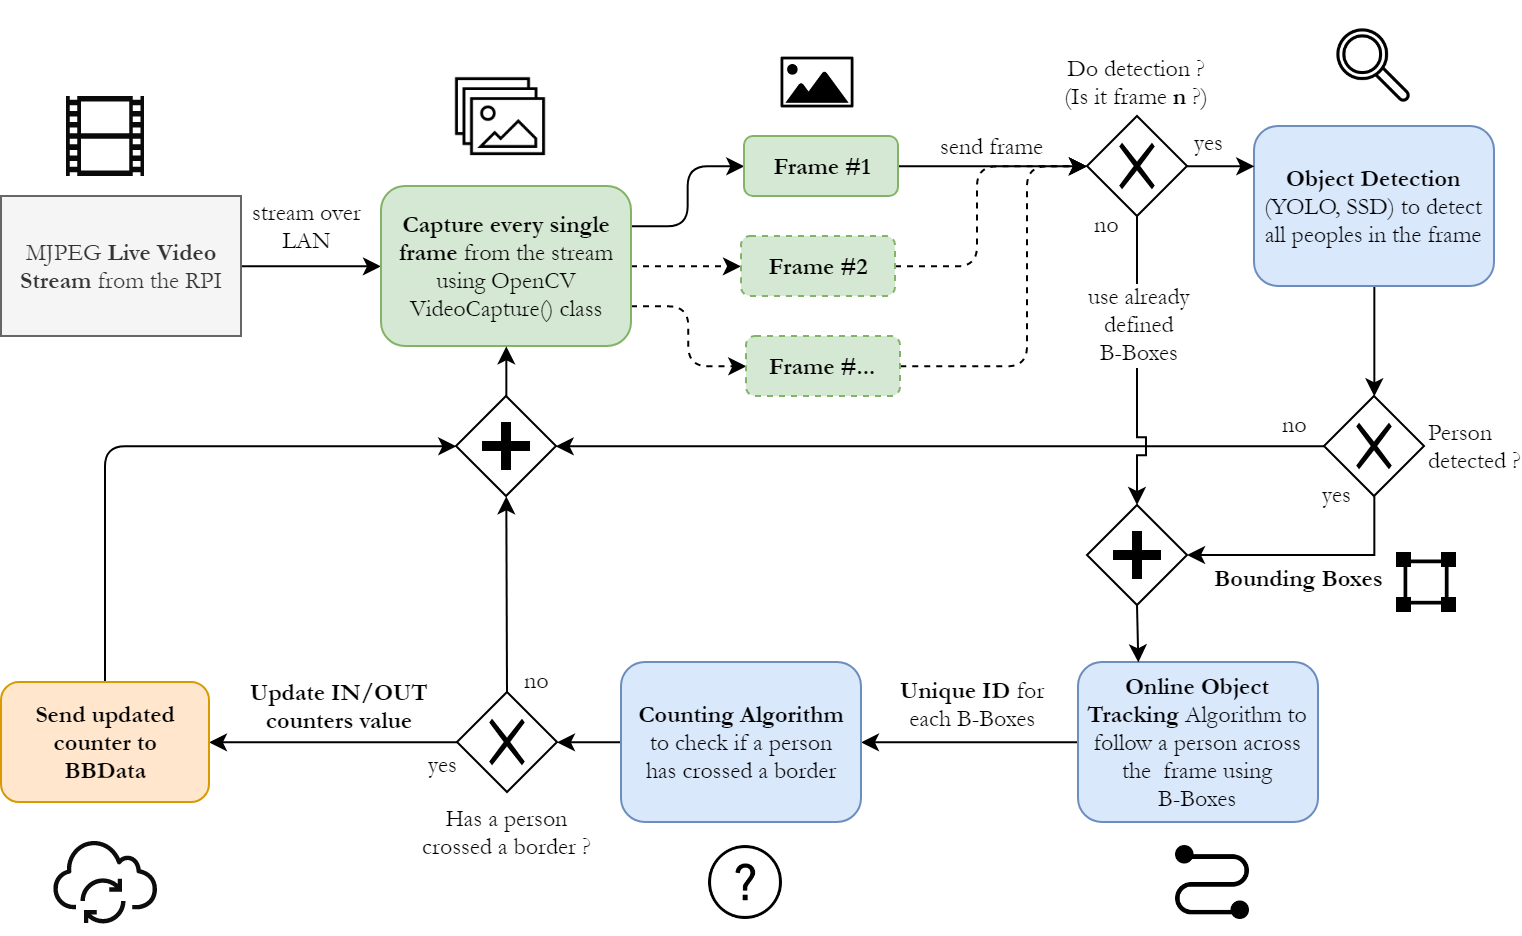 Do detection ?
(Is it frame n ?)
send frame
yes
Frame #1
Object Detection
(YOLO, SSD) to detect
all peoples in the frame
stream over
LAN
MJPEG Live Video
Stream from the RPI
Capture every single
frame from the stream
using OpenCV
VideoCapture() class
no
Frame #2
use already
defined
B-Boxes
Frame #...
no
Person
detected ?
yes
Bounding Boxes
Send updated
counter to
BBData
Update IN/OUT
counters value
no
yes
Has a person
crossed a border ?
Counting Algorithm
to check if a person
has crossed a border
Unique ID for
each B-Boxes
Online Object
Tracking Algorithm to
follow a person across
the frame using
B-Boxes
?